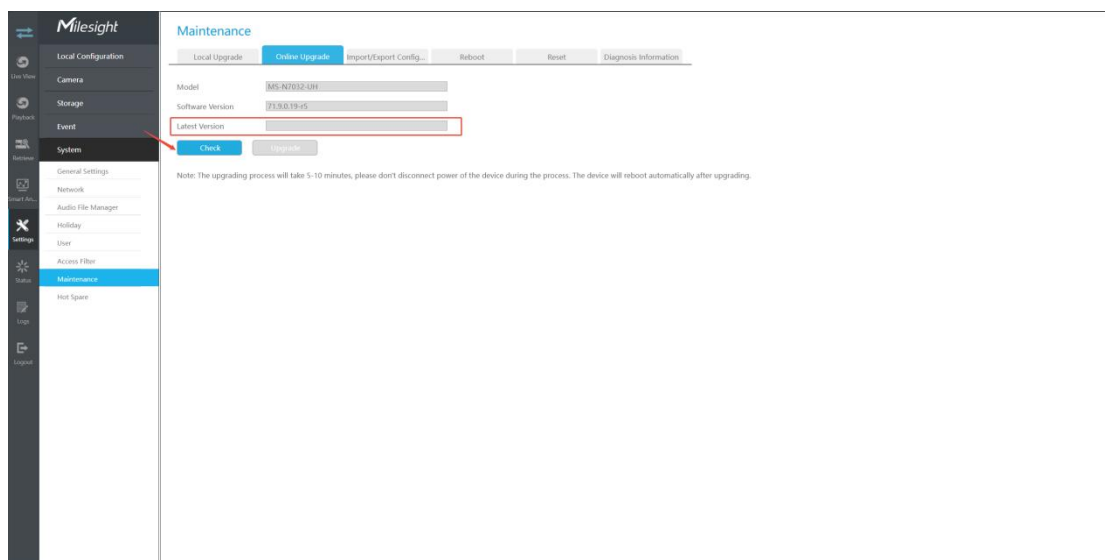 Milesight
Live View
Playback
Retrieve
Smart An...
Settings
Status
Logs
Logout
Local Configuration
Camera
Storage
Event
System
General Settings
Network
Audio File Manager
Holiday
User
Access Filter
Maintenance
Hot Spare
Maintenance
Local Upgrade Online Upgrade Import/Export Config... Reboot Reset Diagnosis Information
Model MS-N7032-UH
Software Version 71.9.0.19-r5
Latest Version
Check Upgrade
Note: The upgrading process will take 5-10 minutes, please don't disconnect power of the device during the process. The device will reboot automatically after upgrading.